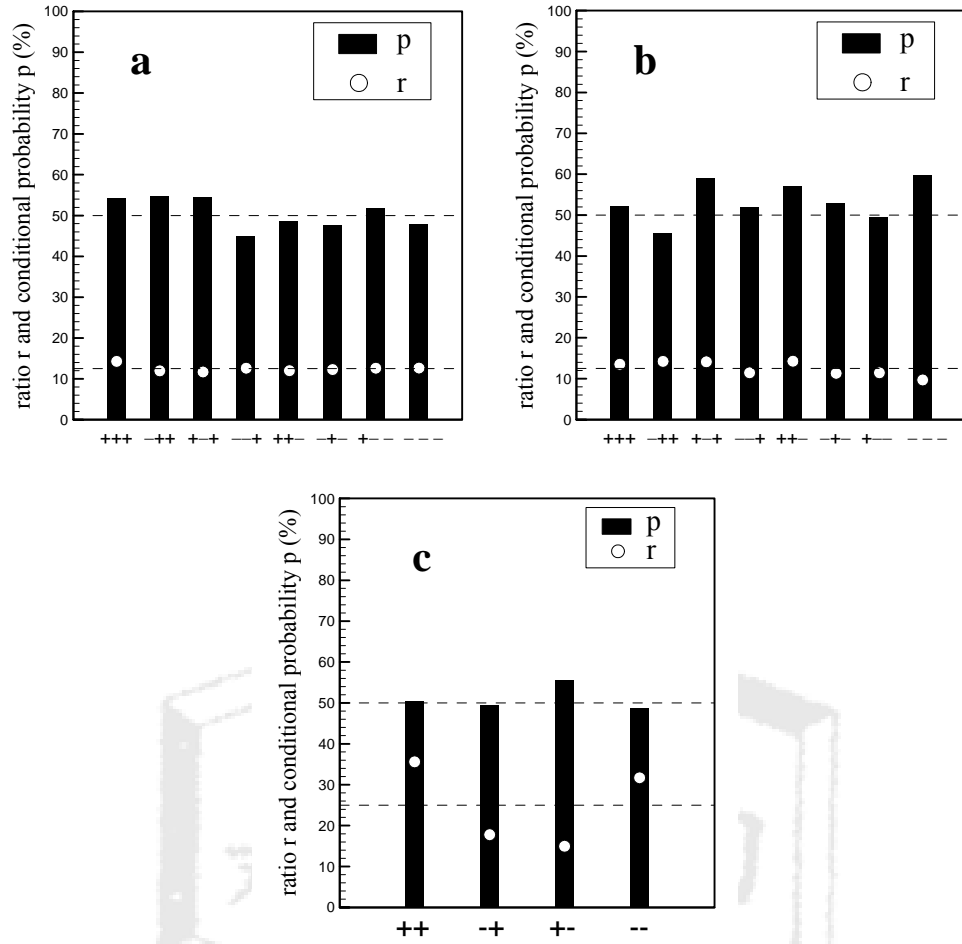 ratio r and conditional probability p (%)
100
90
80
70
60
50
40
30
20
10
0
a
p
r
+++ −++ +−+ −−+ ++− −+− +−− −−−
ratio r and conditional probability p (%)
100
90
80
70
60
50
40
30
20
10
0
b
p
r
+++ −++ +−+ −−+ ++− −+− +−− −−−
ratio r and conditional probability p (%)
100
90
80
70
60
50
40
30
20
10
0
c
p
r
++ -+ +- --